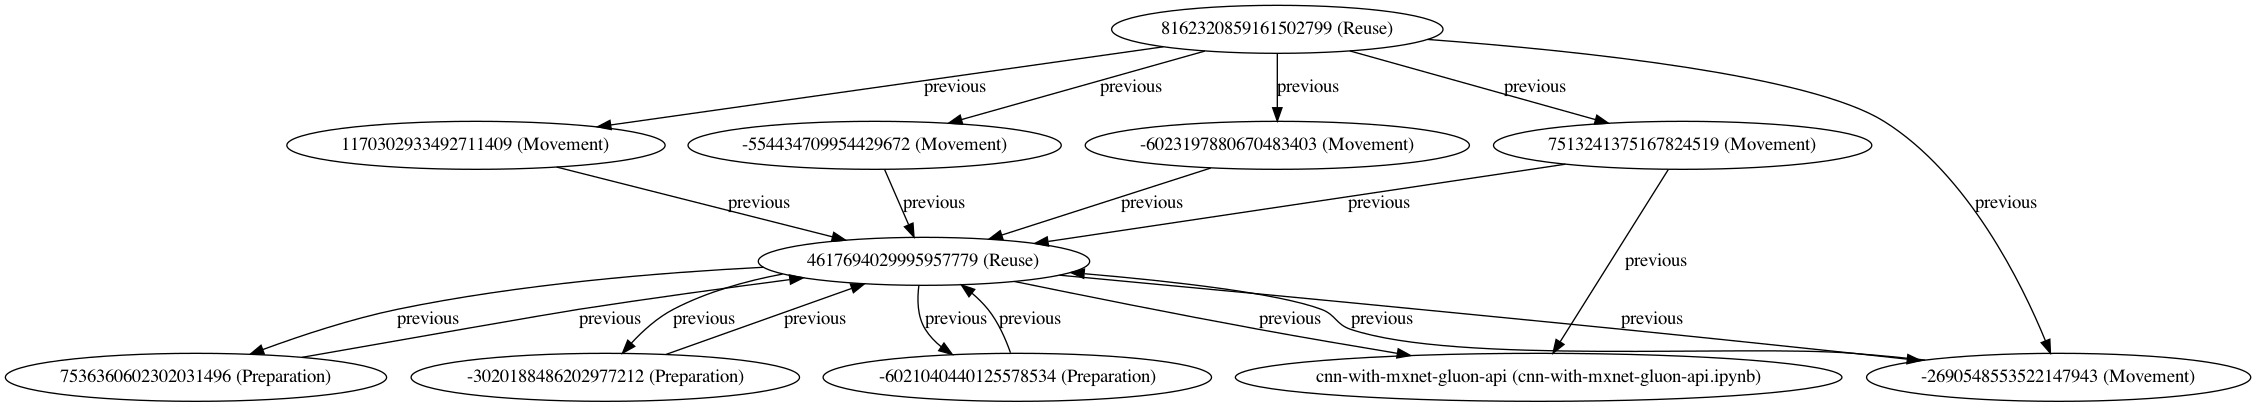 8162320859161502799 (Reuse)
previous
previous
previous
previous
1170302933492711409 (Movement)
-554434709954429672 (Movement)
-6023197880670483403 (Movement)
7513241375167824519 (Movement)
previous
previous
previous
previous
previous
4617694029995957779 (Reuse)
previous
previous
previous
previous
previous
previous
previous
previous
previous
previous
7536360602302031496 (Preparation)
-3020188486202977212 (Preparation)
-6021040440125578534 (Preparation)
cnn-with-mxnet-gluon-api (cnn-with-mxnet-gluon-api.ipynb)
-2690548553522147943 (Movement)